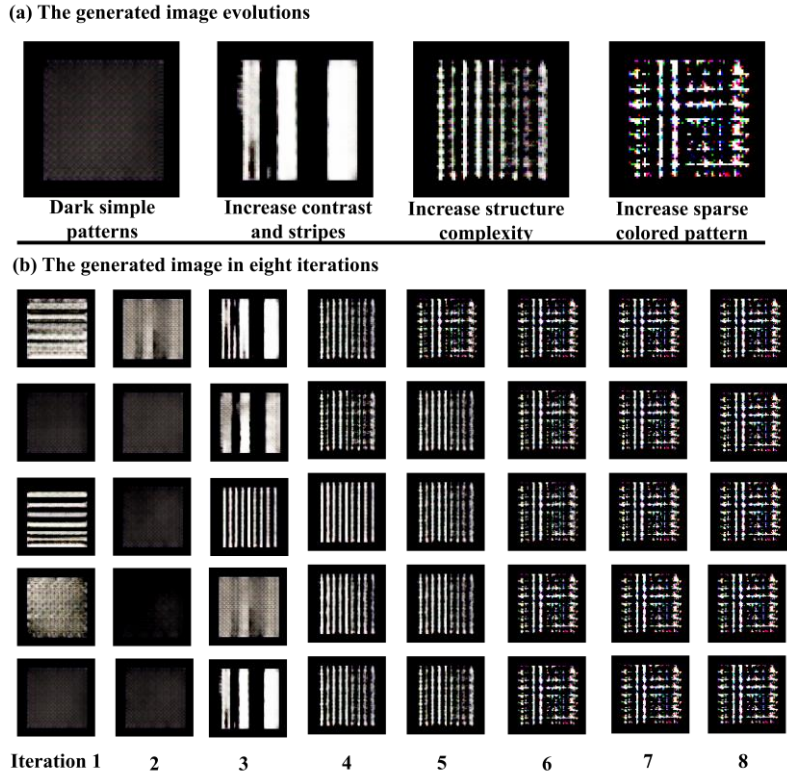 (a) The generated image evolutions
Dark simple
patterns
Increase contrast
and stripes
Increase structure
complexity
Increase sparse
colored pattern
(b) The generated image in eight iterations
Iteration 1 2 3 4 5 6 7 8